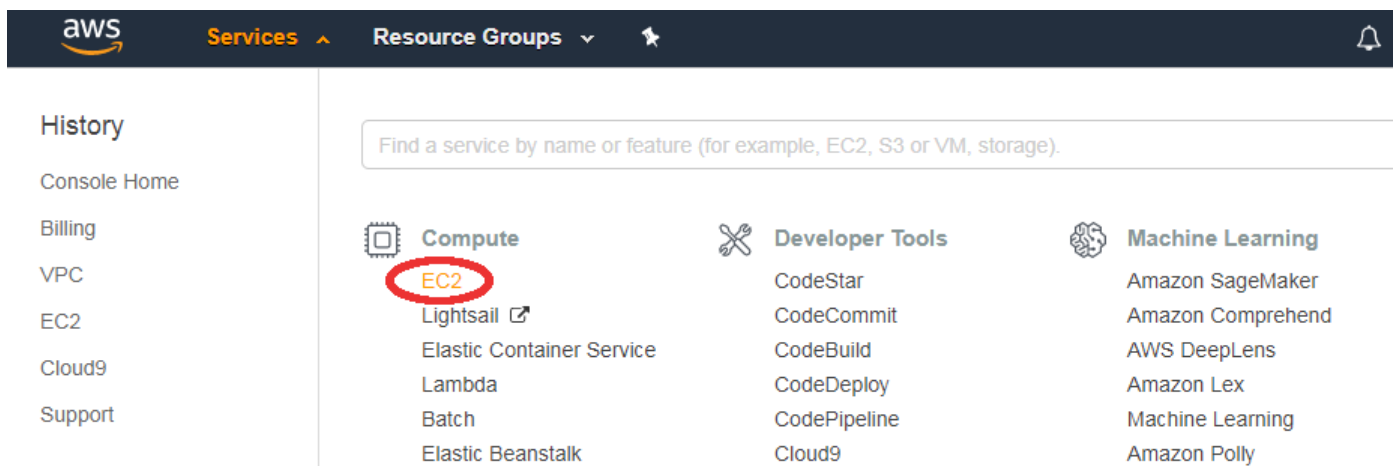 aws
Services
Resource Groups
History
Console Home
Billing
VPC
EC2
Cloud9
Support
Find a service by name or feature (for example, EC2, S3 or VM, storage).
Compute
EC2
Lightsail
Elastic Container Service
Lambda
Batch
Elastic Beanstalk
Developer Tools
CodeStar
CodeCommit
CodeBuild
CodeDeploy
CodePipeline
Cloud9
Machine Learning
Amazon SageMaker
Amazon Comprehend
AWS DeepLens
Amazon Lex
Machine Learning
Amazon Polly